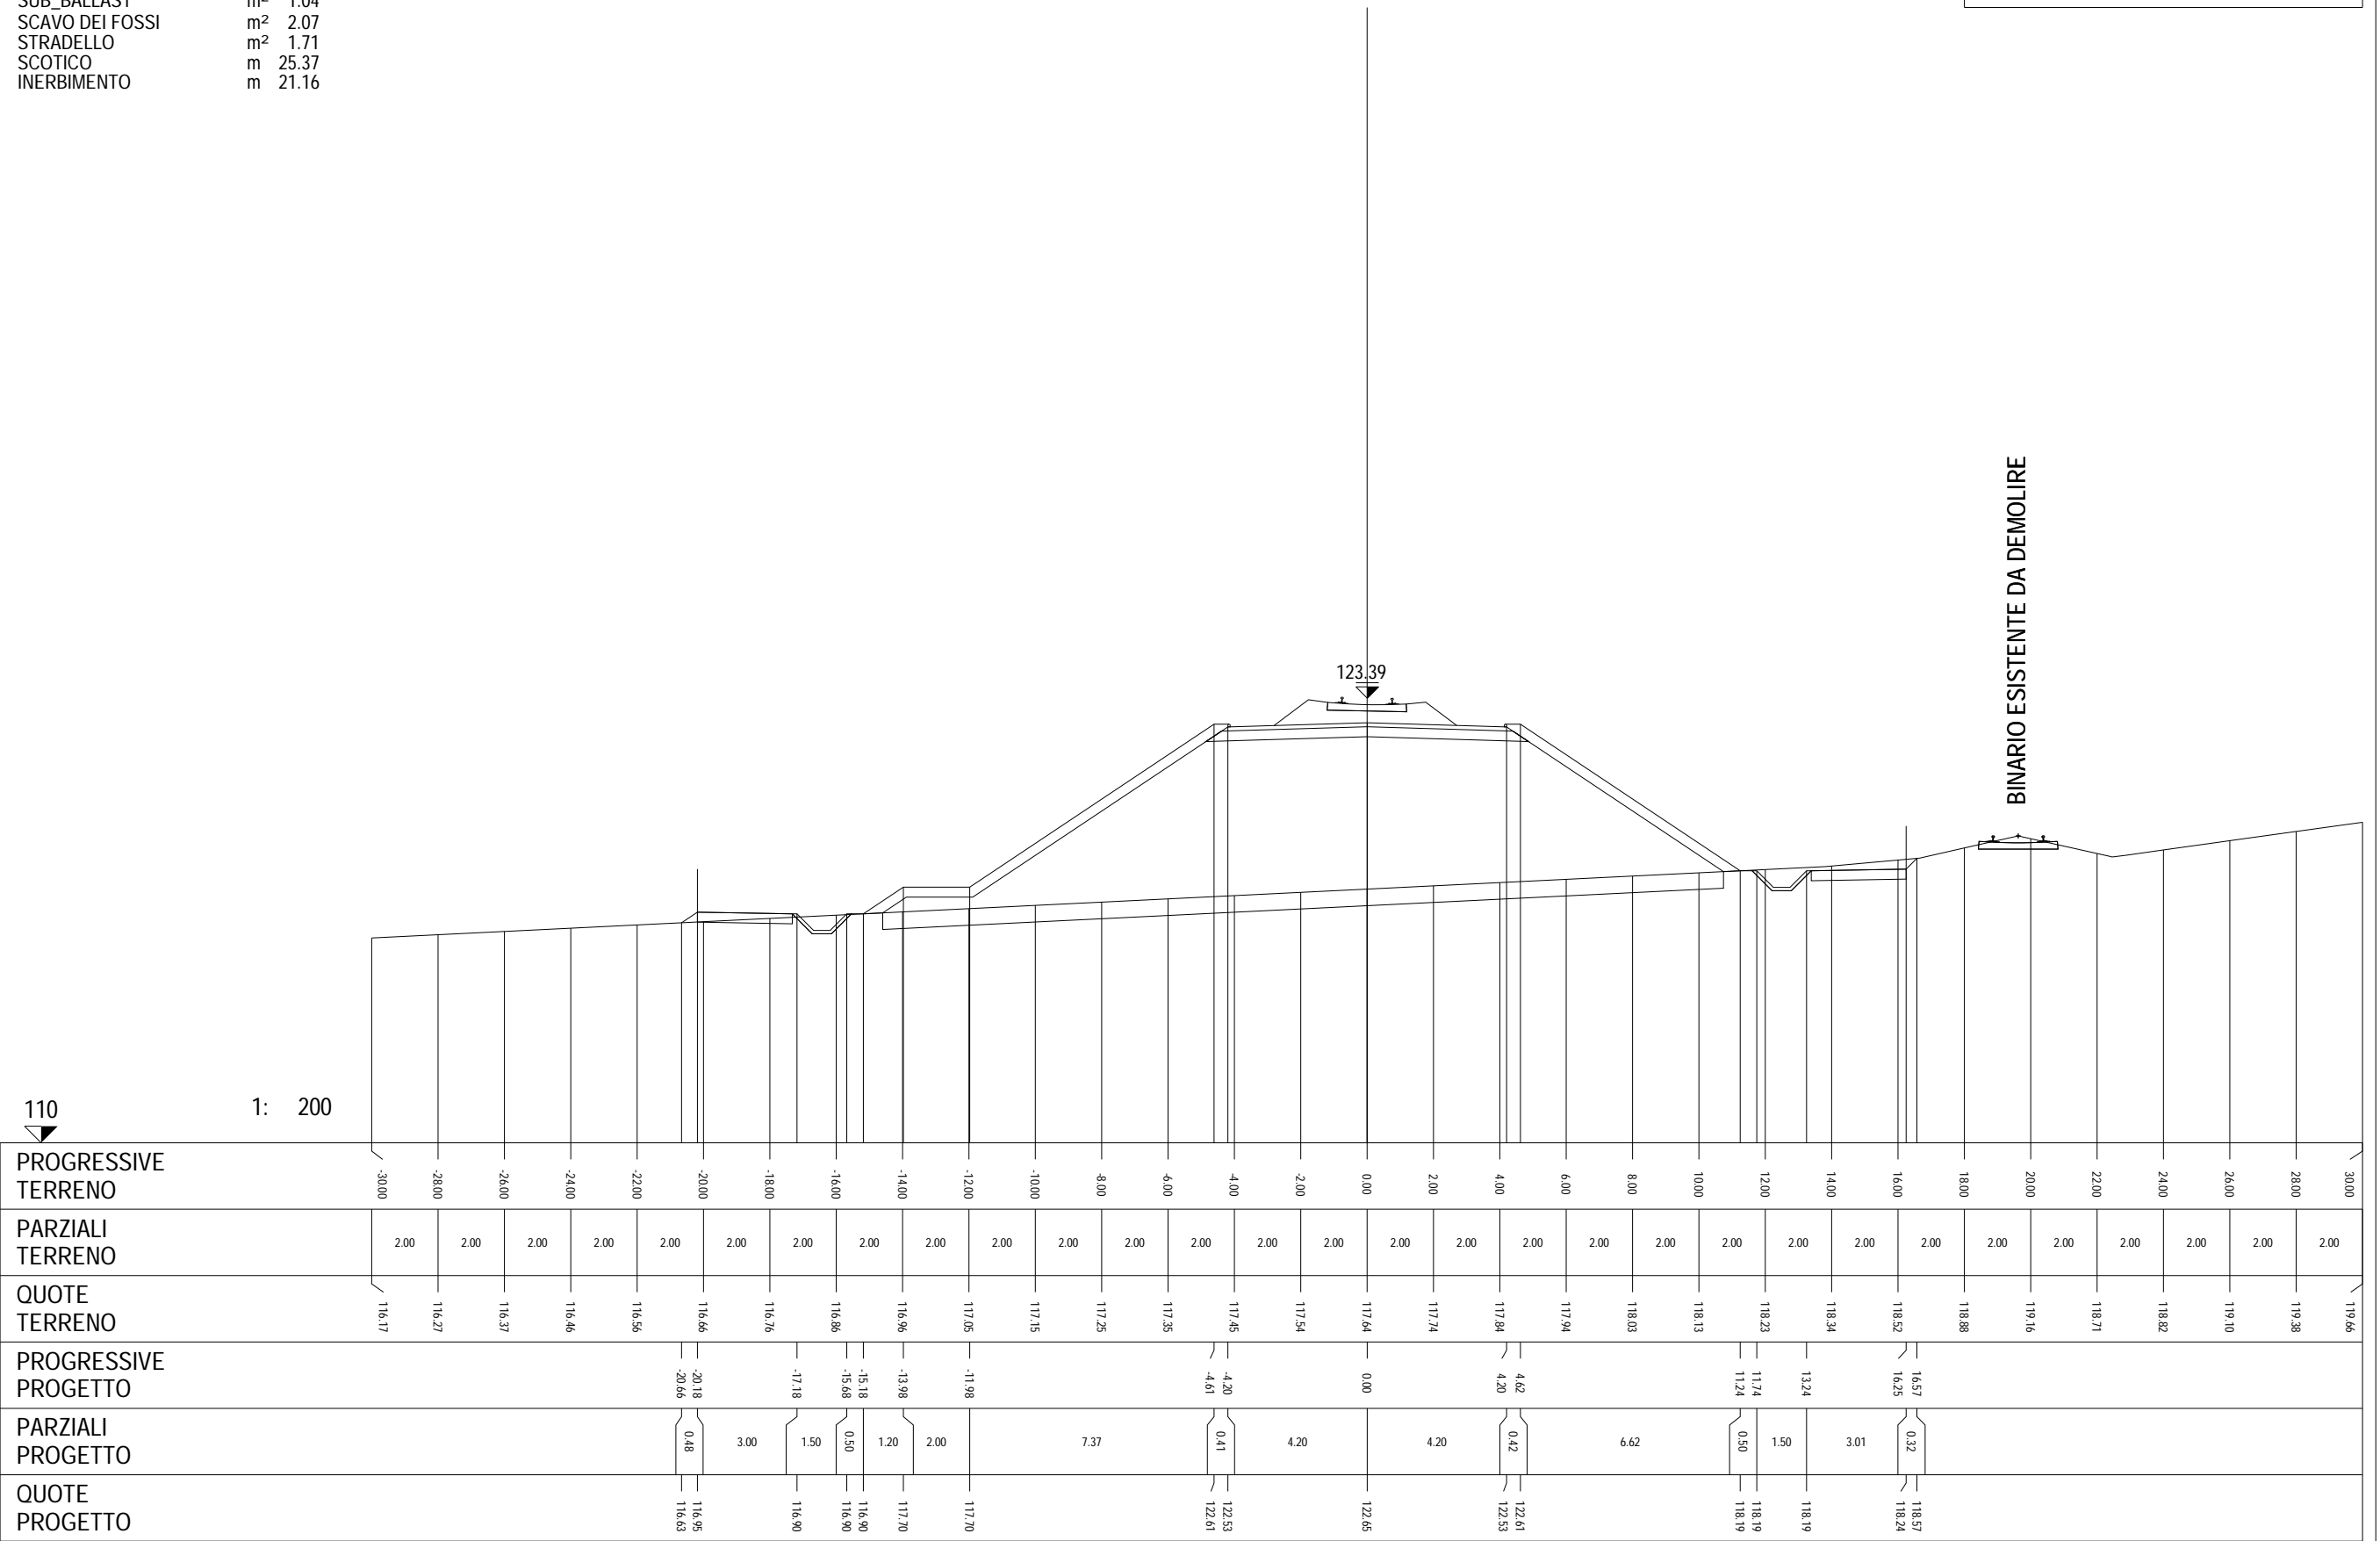 SUB_BALLAST m² 1.04
SCAVO DEI FOSSI m² 2.07
STRADELLO m² 1.71
SCOTICO m 25.37
INERBIMENTO m 21.16
BINARIO ESISTENTE DA DEMOLIRE
123.39
110 1: 200
PROGRESSIVE TERRENO -30.00 -28.00 -26.00 -24.00 -22.00 -20.00 -18.00 -16.00 -14.00 -12.00 -10.00 -8.00 -6.00 -4.00 -2.00 0.00 2.00 4.00 6.00 8.00 10.00 12.00 14.00 16.00 18.00 20.00 22.00 24.00 26.00 28.00 30.00
PARZIALI TERRENO 2.00 2.00 2.00 2.00 2.00 2.00 2.00 2.00 2.00 2.00 2.00 2.00 2.00 2.00 2.00 2.00 2.00 2.00 2.00 2.00 2.00 2.00 2.00 2.00 2.00 2.00 2.00 2.00 2.00 2.00
QUOTE TERRENO 116.17 116.27 116.37 116.46 116.56 116.66 116.76 116.86 116.96 117.05 117.15 117.25 117.35 117.45 117.54 117.64 117.74 117.84 117.94 118.03 118.13 118.23 118.34 118.52 118.88 119.16 118.71 118.82 119.10 119.38 119.66
PROGRESSIVE PROGETTO -20.66 -20.18 -17.18 -15.68 -15.18 -13.98 -11.98 -4.61 -4.20 0.00 4.20 4.62 11.24 11.74 13.24 16.25 16.57
PARZIALI PROGETTO 0.48 3.00 1.50 0.50 1.20 2.00 7.37 0.41 4.20 4.20 0.42 6.62 0.50 1.50 3.01 0.32
QUOTE PROGETTO 116.63 116.95 116.90 116.90 116.90 117.70 117.70 122.61 122.53 122.65 122.53 122.61 118.19 118.19 118.19 118.24 118.57